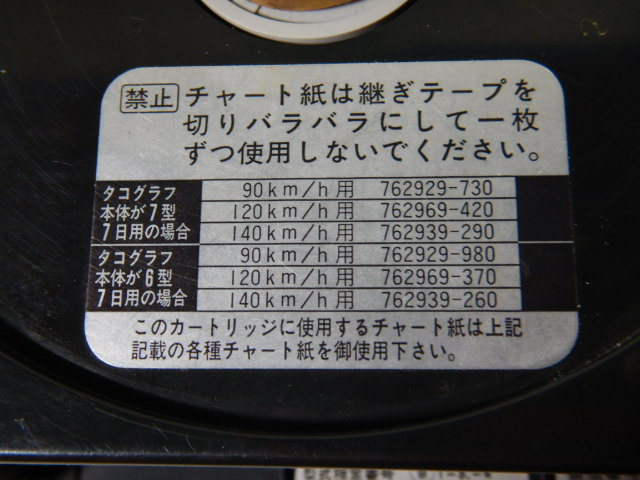 禁止 チャート紙は継ぎテープを
切りバラバラにして一枚
ずつ使用しないでください。
タコグラフ
本体が7型
7日用の場合
90km/h用 762929-730
120km/h用 762969-420
140km/h用 762939-290
タコグラフ
本体が6型
7日用の場合
90km/h用 762929-980
120km/h用 762969-370
140km/h用 762939-260
このカートリッジに使用するチャート紙は上記
記載の各種チャート紙を御使用下さい。